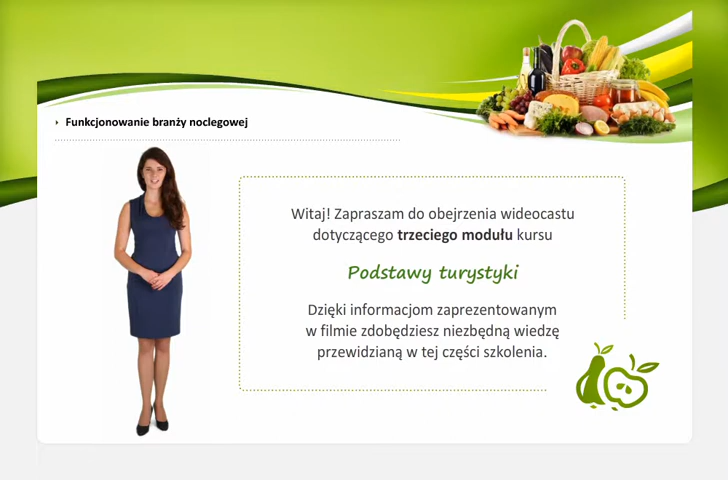 Funkcjonowanie branży noclegowej
Witaj! Zapraszam do obejrzenia wideocastu
dotyczącego trzeciego modułu kursu
Podstawy turystyki
Dzięki informacjom zaprezentowanym
w filmie zdobędziesz niezbędną wiedzę
przewidzianą w tej części szkolenia.